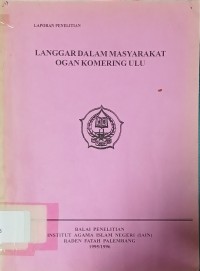 LAPORAN PENELITIAN
LANGGAR DALAM MASYARAKAT
OGAN KOMERING ULU
BALAI PENELITIAN
INSTITUT AGAMA ISLAM NEGERI (IAIN)
RADEN FATAH PALEMBANG
1995/1996